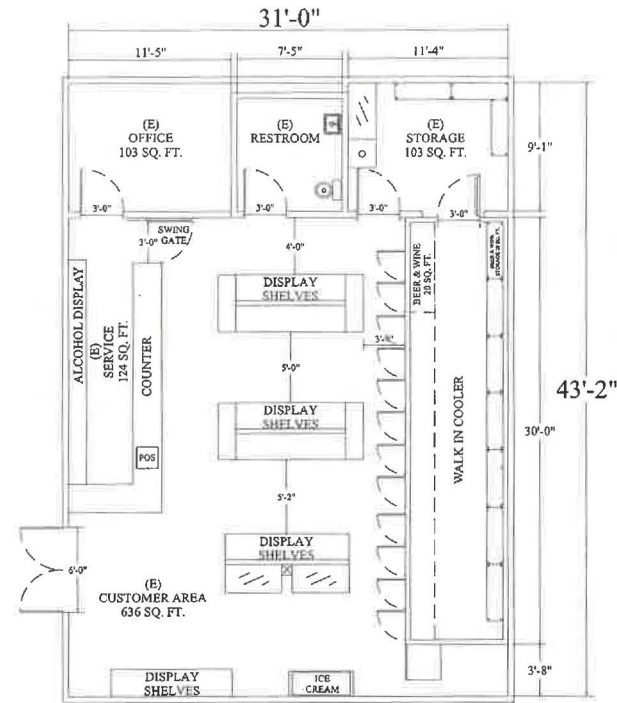 31'-0"
11'-5"
7'-5"
11'-4"
(E)
OFFICE
103 SQ. FT.
(E)
RESTROOM
(E)
STORAGE
103 SQ. FT.
9'-1"
3'-0"
3'-0"
3'-0"
3'-0"
SWING
GATE
3'-0"
4'-0"
ALCOHOL DISPLAY
(E)
SERVICE
124 SQ. FT.
COUNTER
POS
DISPLAY
SHELVES
BEER & WINE
20 SQ. FT.
BEER & WINE
5'-0"
43'-2"
DISPLAY
SHELVES
WALK IN COOLER
30'-0"
5'-2"
DISPLAY
SHELVES
6'-0"
(E)
CUSTOMER AREA
636 SQ. FT.
DISPLAY
SHELVES
ICE
CREAM
3'-8"